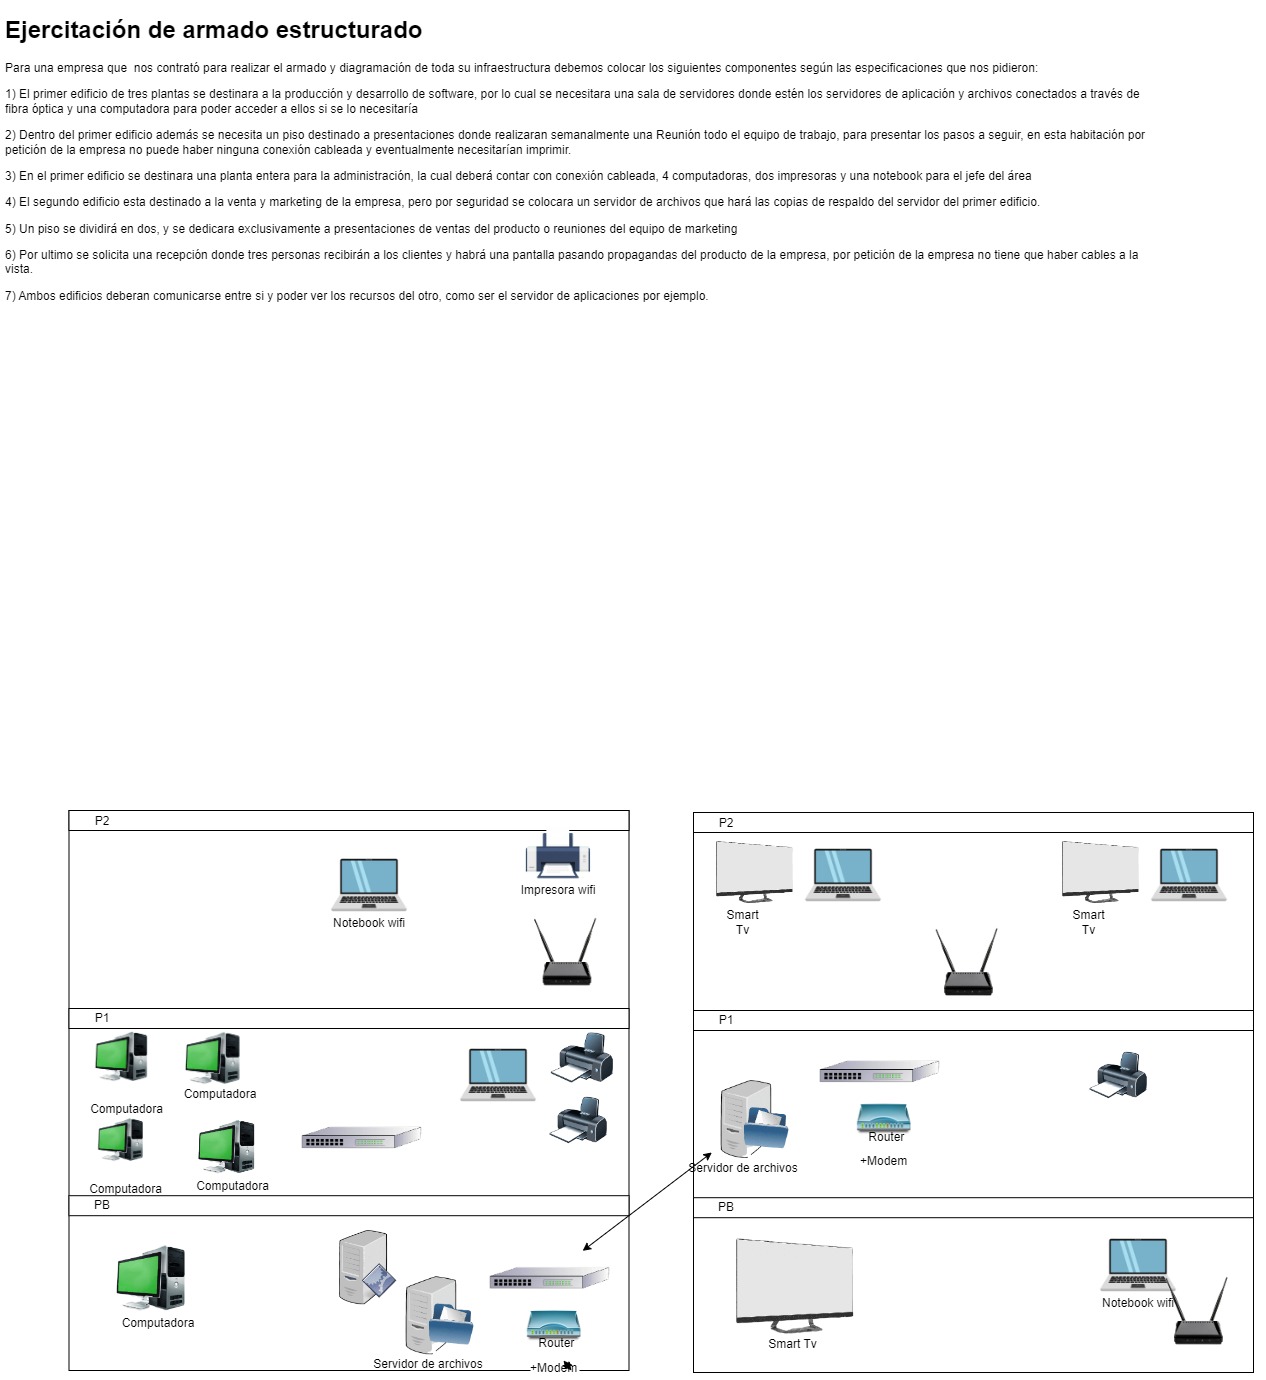 Ejercitación de armado estructurado
Para una empresa que  nos contrató para realizar el armado y diagramación de toda su infraestructura debemos colocar los siguientes componentes según las especificaciones que nos pidieron:
1) El primer edificio de tres plantas se destinara a la producción y desarrollo de software, por lo cual se necesitara una sala de servidores donde estén los servidores de aplicación y archivos conectados a través de
fibra óptica y una computadora para poder acceder a ellos si se lo necesitaría
2) Dentro del primer edificio además se necesita un piso destinado a presentaciones donde realizaran semanalmente una Reunión todo el equipo de trabajo, para presentar los pasos a seguir, en esta habitación por
petición de la empresa no puede haber ninguna conexión cableada y eventualmente necesitarían imprimir.
3) En el primer edificio se destinara una planta entera para la administración, la cual deberá contar con conexión cableada, 4 computadoras, dos impresoras y una notebook para el jefe del área
4) El segundo edificio esta destinado a la venta y marketing de la empresa, pero por seguridad se colocara un servidor de archivos que hará las copias de respaldo del servidor del primer edificio.
5) Un piso se dividirá en dos, y se dedicara exclusivamente a presentaciones de ventas del producto o reuniones del equipo de marketing
6) Por ultimo se solicita una recepción donde tres personas recibirán a los clientes y habrá una pantalla pasando propagandas del producto de la empresa, por petición de la empresa no tiene que haber cables a la
vista.
7) Ambos edificios deberan comunicarse entre si y poder ver los recursos del otro, como ser el servidor de aplicaciones por ejemplo.
P2
Impresora wifi
Notebook wifi
P1
Computadora
Computadora
Computadora
Computadora
PB
Computadora
Servidor de archivos
Router
+Modem
P2
Smart
Tv
Smart
Tv
P1
Router
+Modem
Servidor de archivos
PB
Notebook wifi
Smart Tv